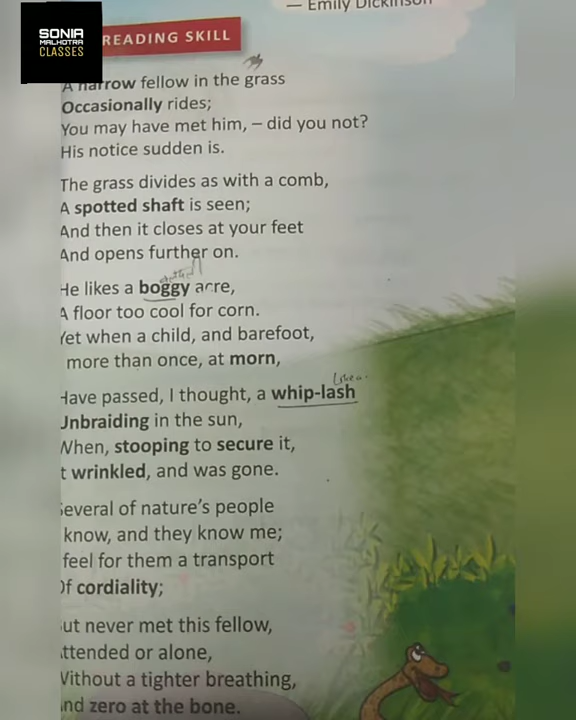 — Emily Dickinson
SONIA
MALHOTRA
CLASSES
READING SKILL
A narrow fellow in the grass
Occasionally rides;
You may have met him, – did you not?
His notice sudden is.
The grass divides as with a comb,
A spotted shaft is seen;
And then it closes at your feet
And opens further on.
He likes a boggy acre,
A floor too cool for corn.
Yet when a child, and barefoot,
more than once, at morn,
Have passed, I thought, a whip-lash
Unbraiding in the sun,
When, stooping to secure it,
t wrinkled, and was gone.
Several of nature's people
know, and they know me;
feel for them a transport
Of cordiality;
ut never met this fellow,
ttended or alone,
Without a tighter breathing,
nd zero at the bone.